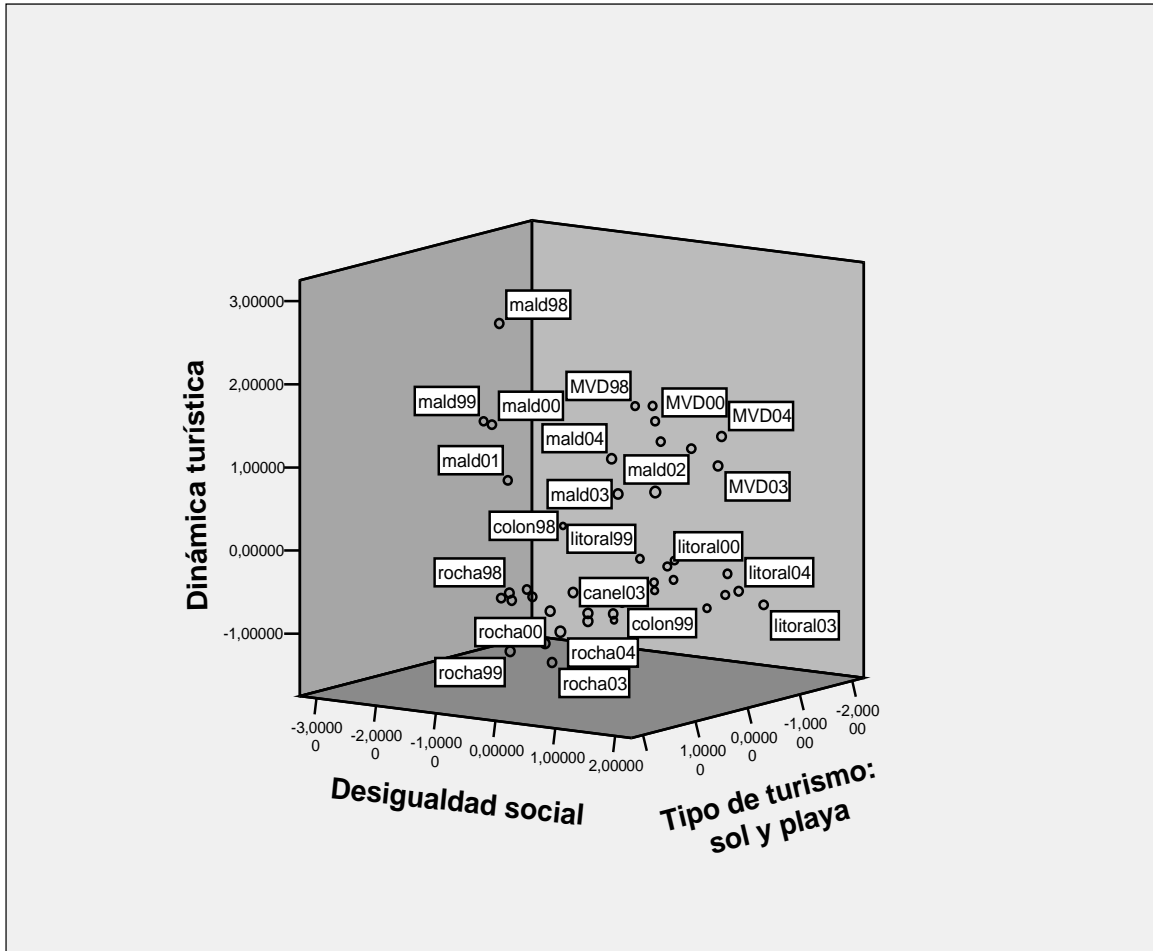 3,00000
2,00000
1,00000
0,00000
-1,00000
Dinámica turística
mald98
MVD98
mald99
mald00
MVD00
MVD04
mald04
mald01
mald02
MVD03
mald03
colon98
litoral99
litoral00
rocha98
litoral04
canel03
colon99
litoral03
rocha00
rocha04
rocha99
rocha03
-3,0000
0
-2,0000
0
-1,0000
0
0,00000
1,00000
2,00000
Desigualdad social
1,0000
0
0,0000
0
-1,000
00
-2,000
00
Tipo de turismo:
sol y playa